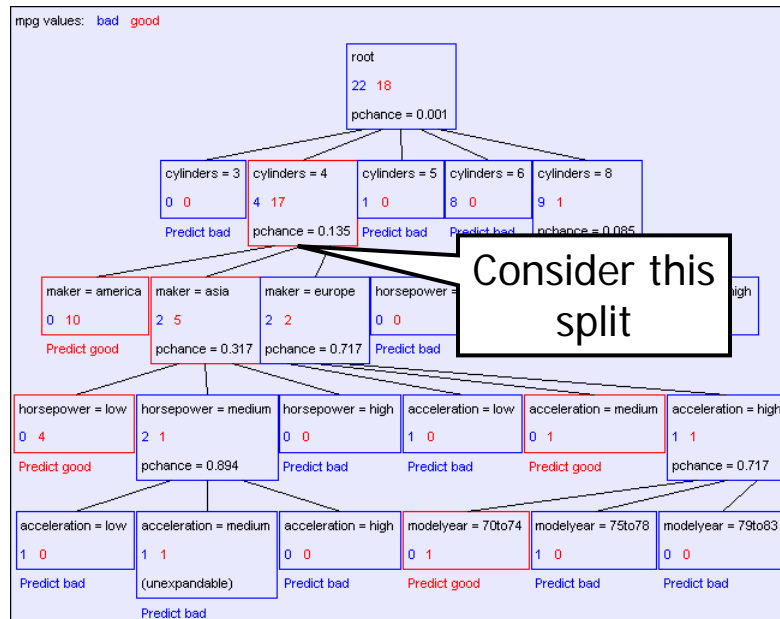 mpg values: bad good
root
22 18
pchance = 0.001
cylinders = 3 cylinders = 4 cylinders = 5 cylinders = 6 cylinders = 8
0 0 4 17 1 0 8 0 9 1
Predict bad pchance = 0.135 Predict bad Predict bad pchance = 0.085
Consider this
split
maker = america maker = asia maker = europe horsepower = high
0 10 2 5 2 2 0 0
Predict good pchance = 0.317 pchance = 0.717 Predict bad
horsepower = low horsepower = medium horsepower = high acceleration = low acceleration = medium acceleration = high
0 4 2 1 0 0 1 0 0 1 1 1
Predict good pchance = 0.894 Predict bad Predict bad Predict good pchance = 0.717
acceleration = low acceleration = medium acceleration = high modelyear = 70to74 modelyear = 75to78 modelyear = 79to83
1 0 1 1 0 0 0 1 1 0 0 0
Predict bad (unexpandable) Predict bad Predict good Predict bad Predict bad
Predict bad